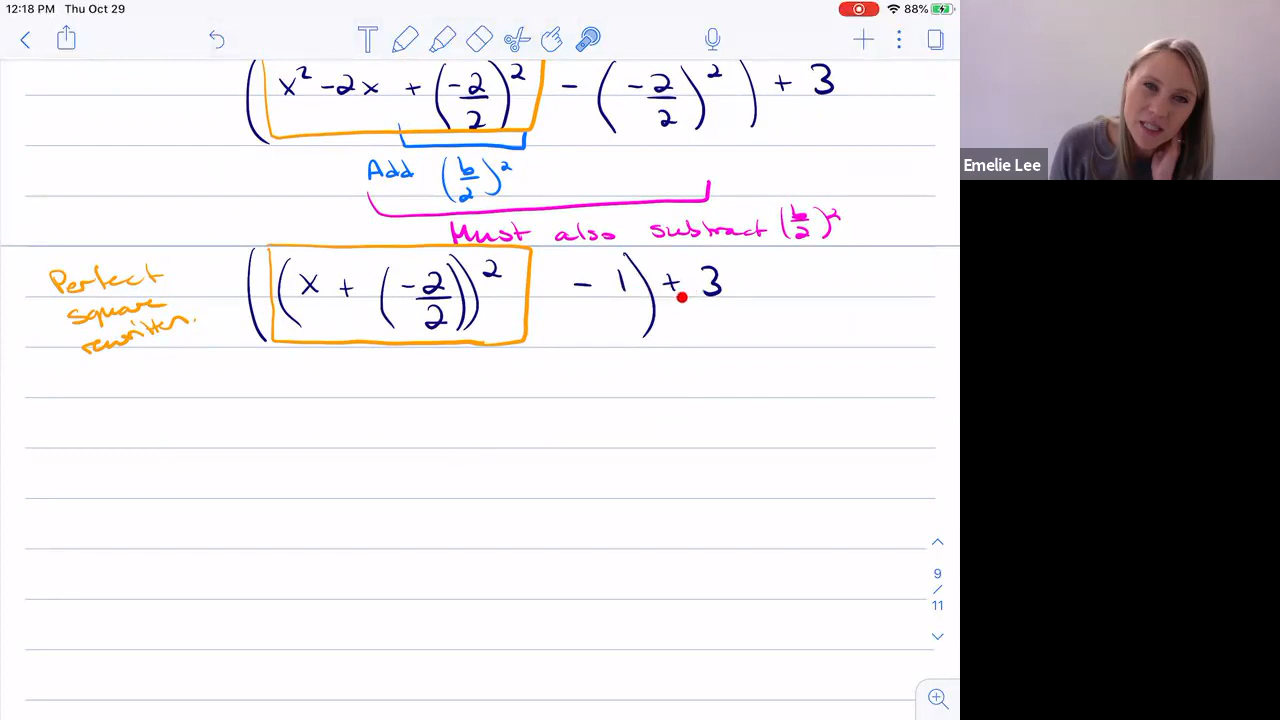 12:18 PM Thu Oct 29
88%
(x² -2x + (-2/2)² - (-2/2)²) + 3
Add (b/2)²
Must also subtract (b/2)²
Perfect
square
rewritten.
((x + (-2/2))² - 1) + 3
9
/
11
Emelie Lee